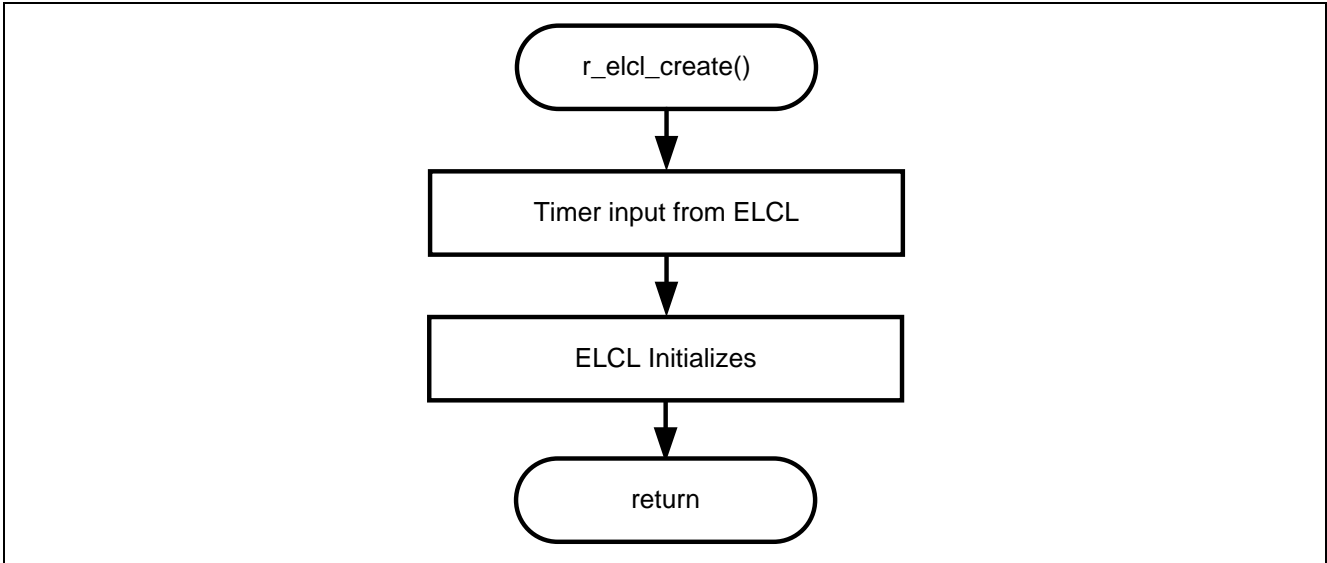 r_elcl_create()
Timer input from ELCL
ELCL Initializes
return